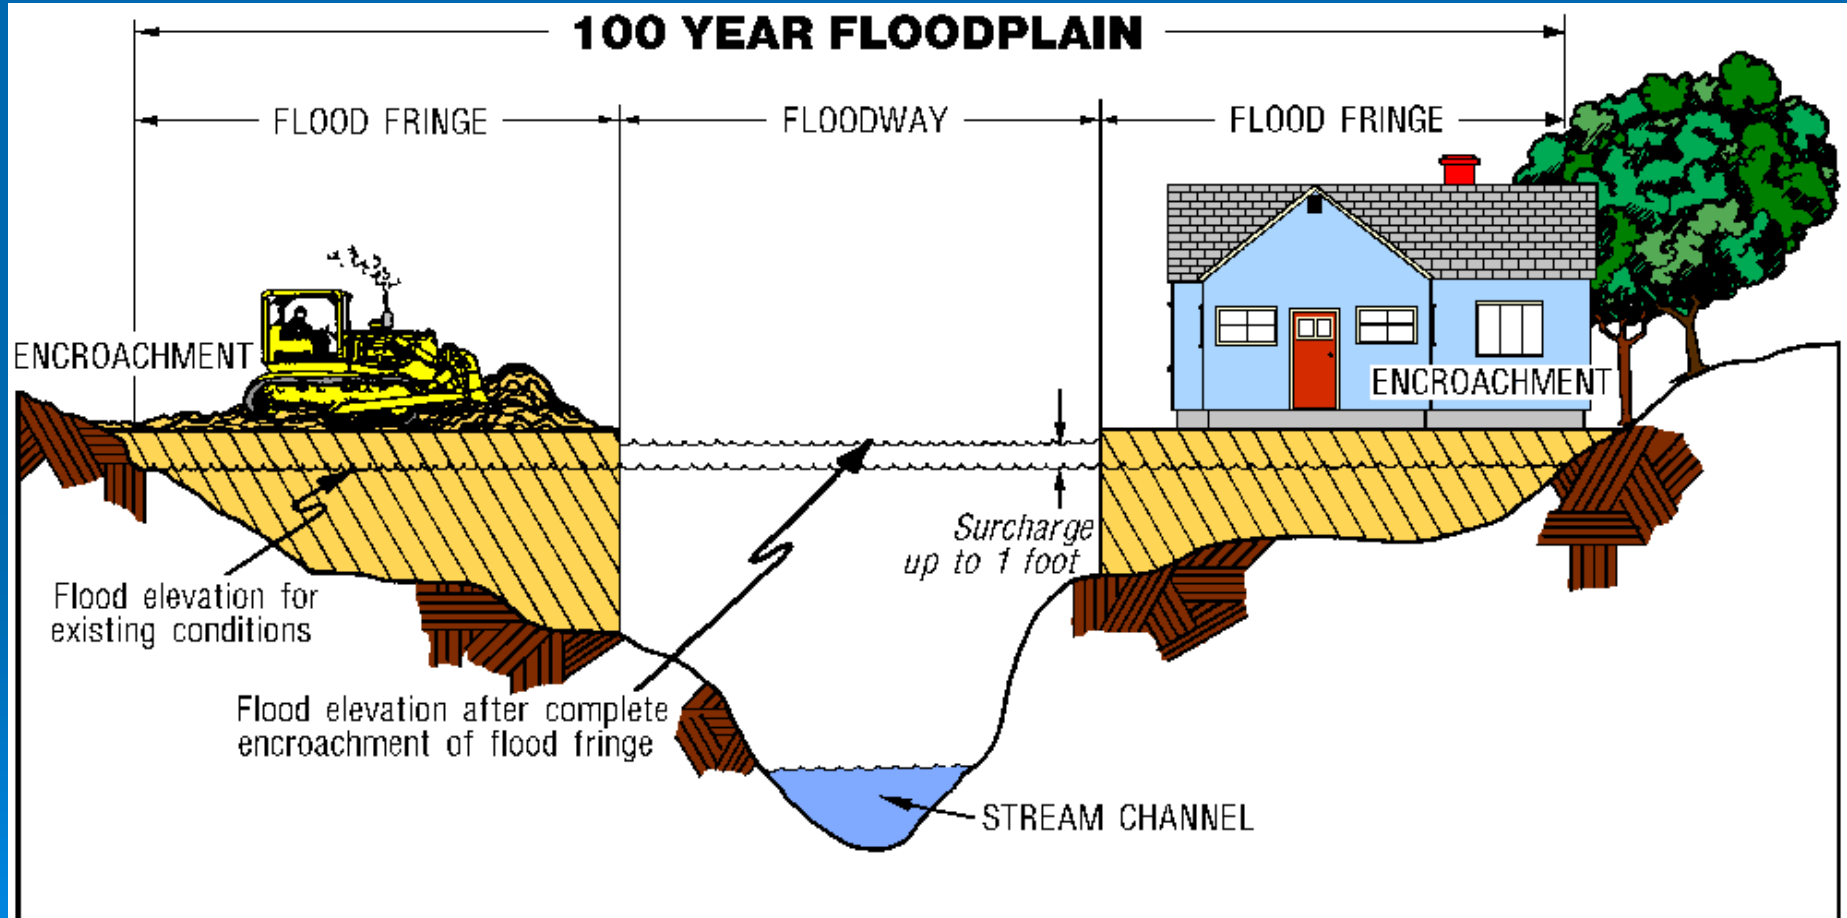 100 YEAR FLOODPLAIN
FLOOD FRINGE
FLOODWAY
FLOOD FRINGE
ENCROACHMENT
ENCROACHMENT
Surcharge
up to 1 foot
Flood elevation for
existing conditions
Flood elevation after complete
encroachment of flood fringe
STREAM CHANNEL